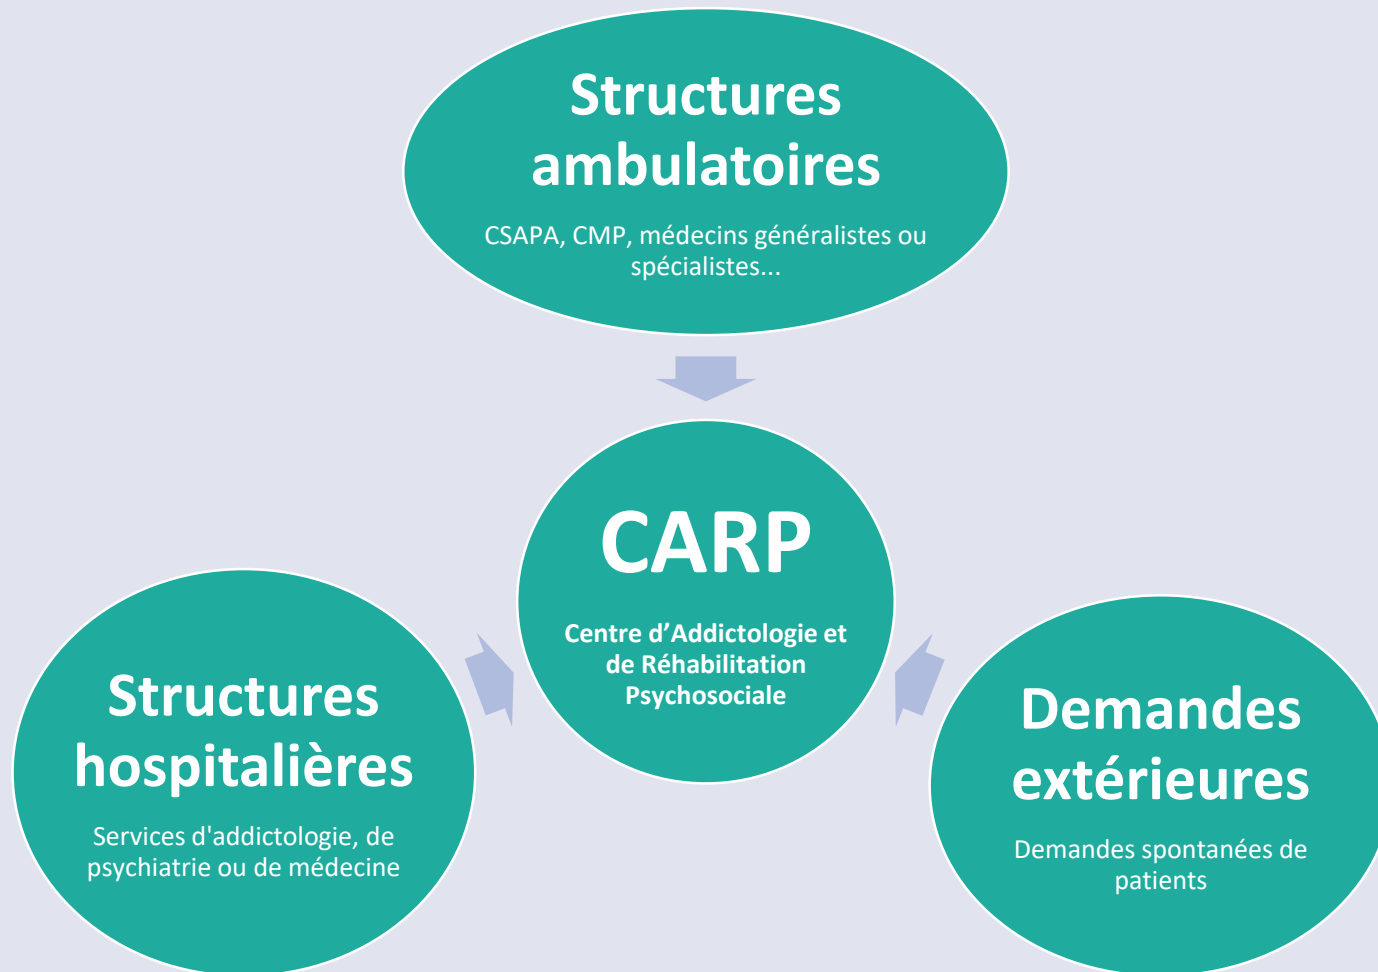 Structures
ambulatoires
CSAPA, CMP, médecins généralistes ou
spécialistes...
CARP
Centre d’Addictologie et
de Réhabilitation
Psychosociale
Structures
hospitalières
Services d'addictologie, de
psychiatrie ou de médecine
Demandes
extérieures
Demandes spontanées de
patients